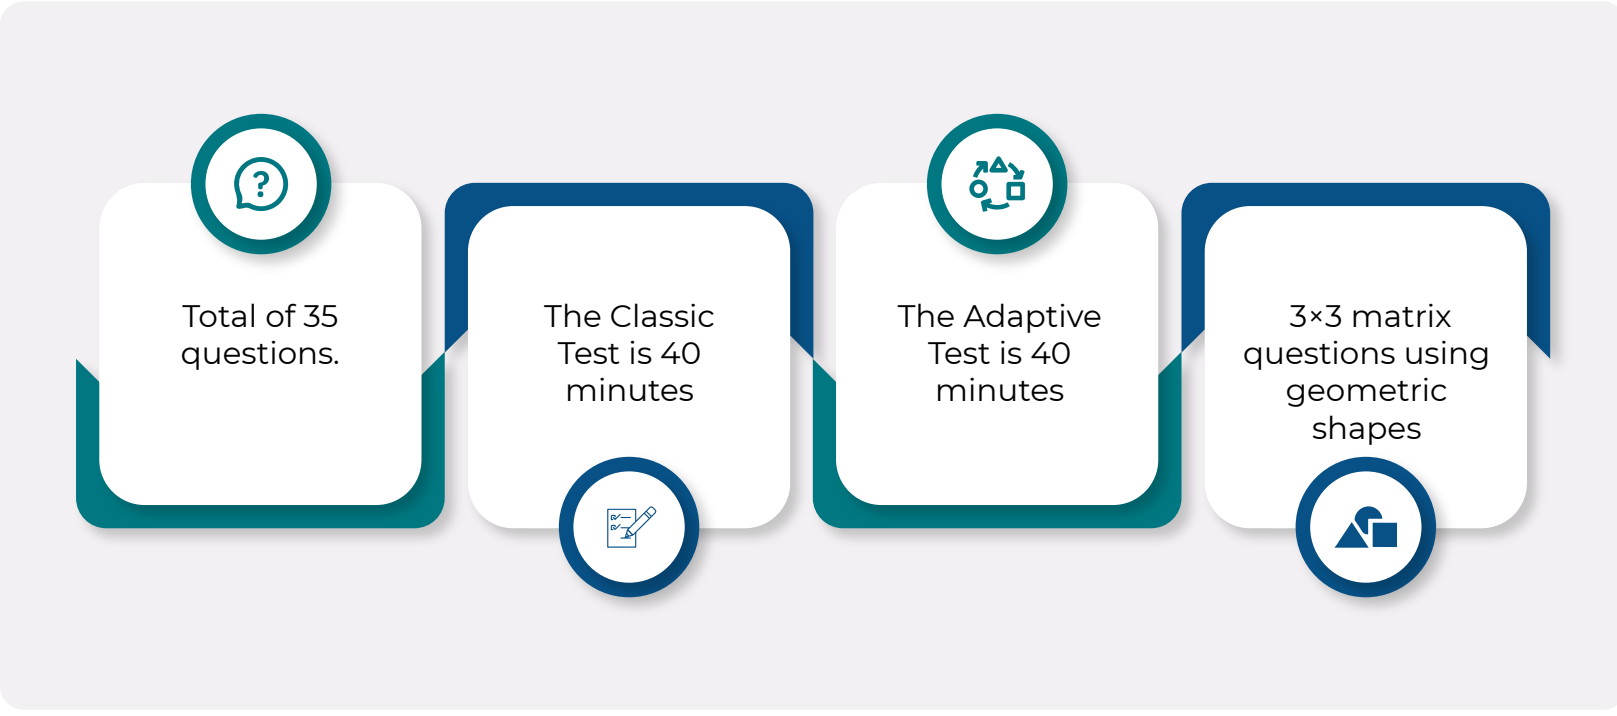 Total of 35
questions.
The Classic
Test is 40
minutes
The Adaptive
Test is 40
minutes
3×3 matrix
questions using
geometric
shapes